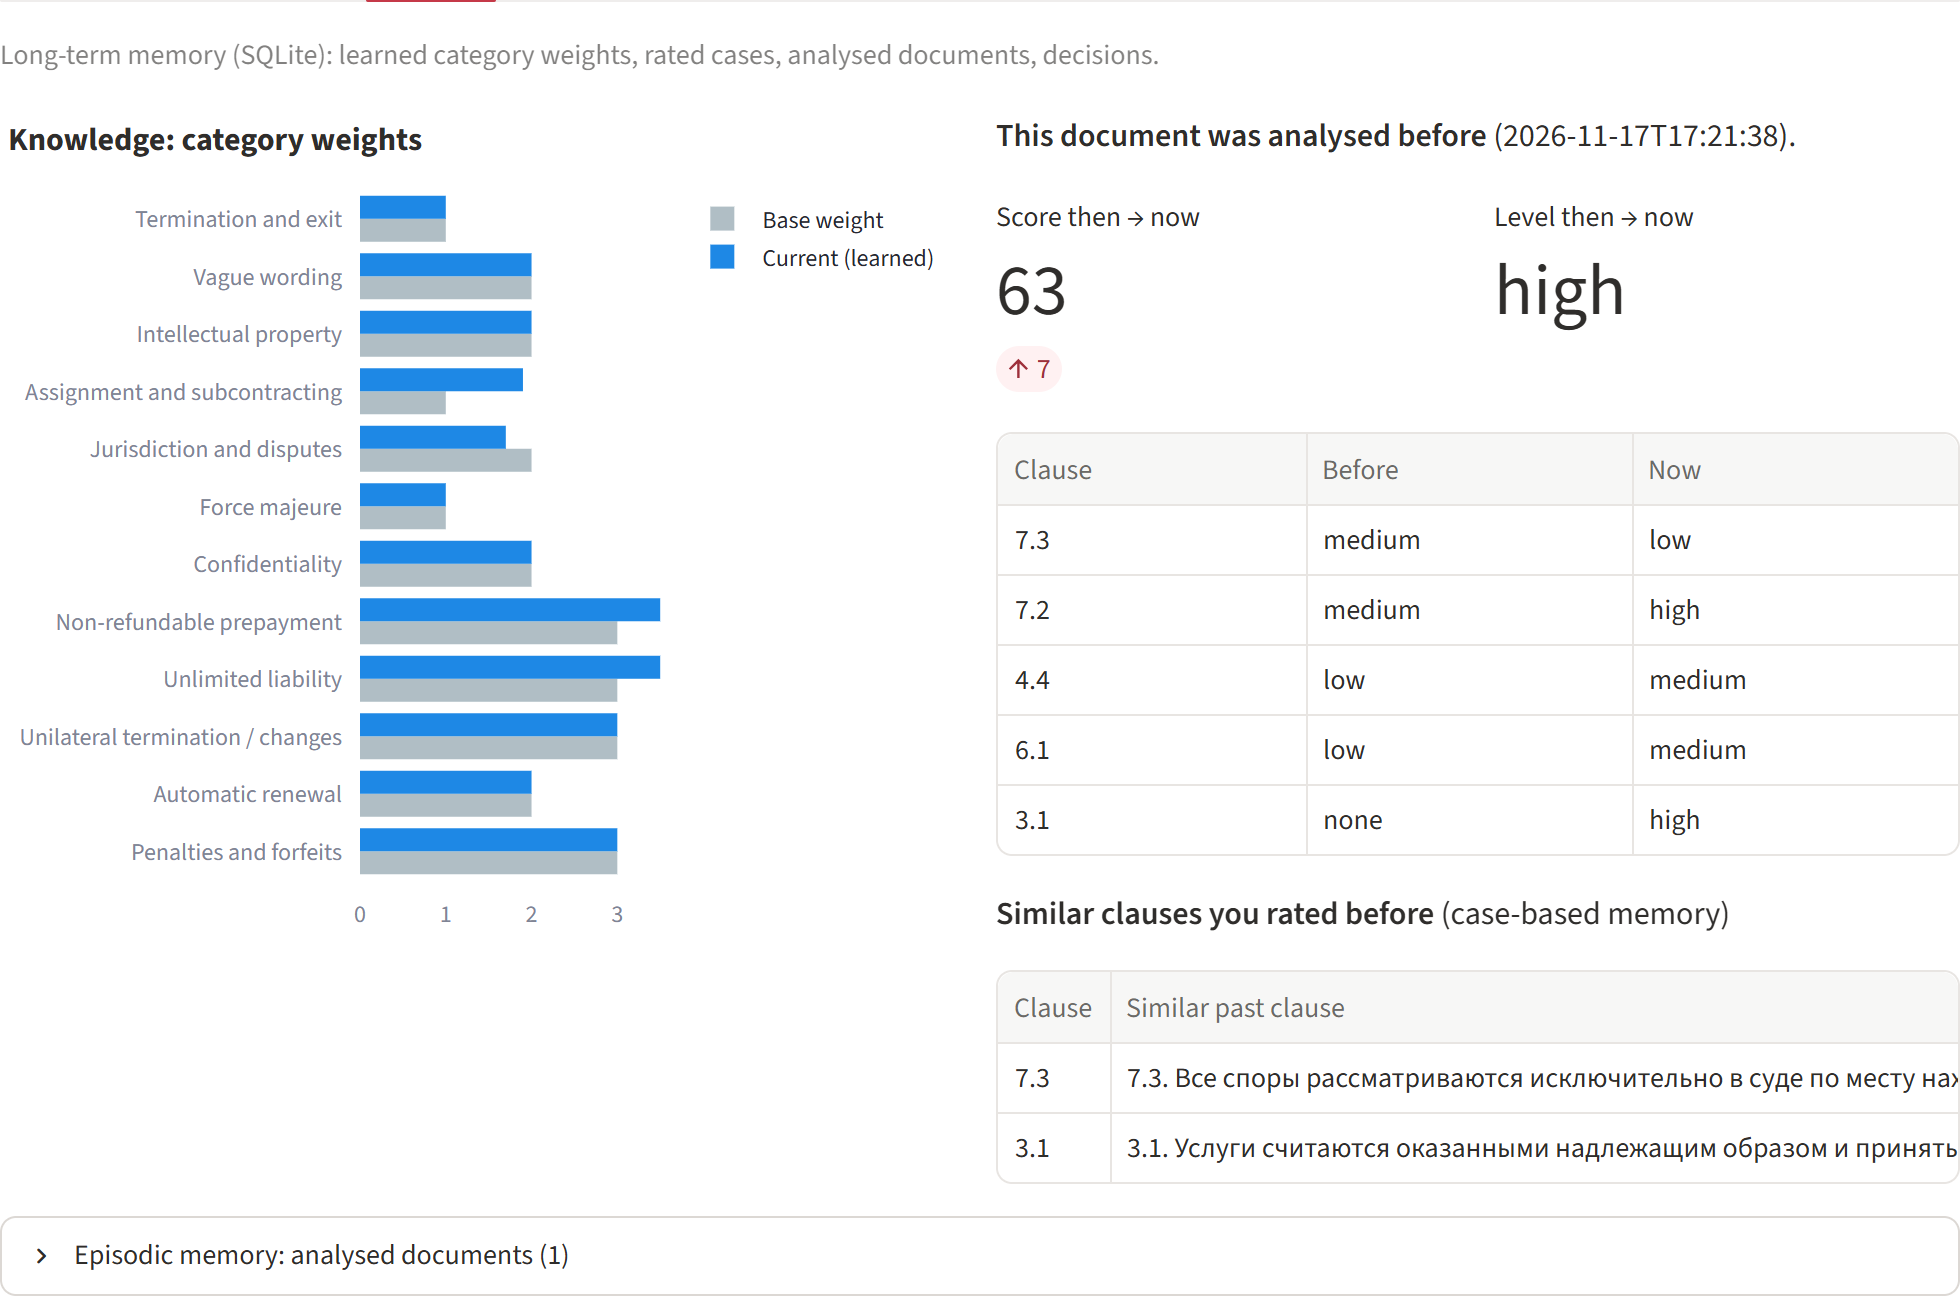 Long-term memory (SQLite): learned category weights, rated cases, analysed documents, decisions.
Knowledge: category weights
Termination and exit
Vague wording
Intellectual property
Assignment and subcontracting
Jurisdiction and disputes
Force majeure
Confidentiality
Non-refundable prepayment
Unlimited liability
Unilateral termination / changes
Automatic renewal
Penalties and forfeits
0 1 2 3
Base weight
Current (learned)
This document was analysed before (2026-11-17T17:21:38).
Score then → now
63
↑ 7
Level then → now
high
Clause Before Now
7.3 medium low
7.2 medium high
4.4 low medium
6.1 low medium
3.1 none high
Similar clauses you rated before (case-based memory)
Clause Similar past clause
7.3 7.3. Все споры рассматриваются исключительно в суде по месту
3.1 3.1. Услуги считаются оказанными надлежащим образом и принять
Episodic memory: analysed documents (1)